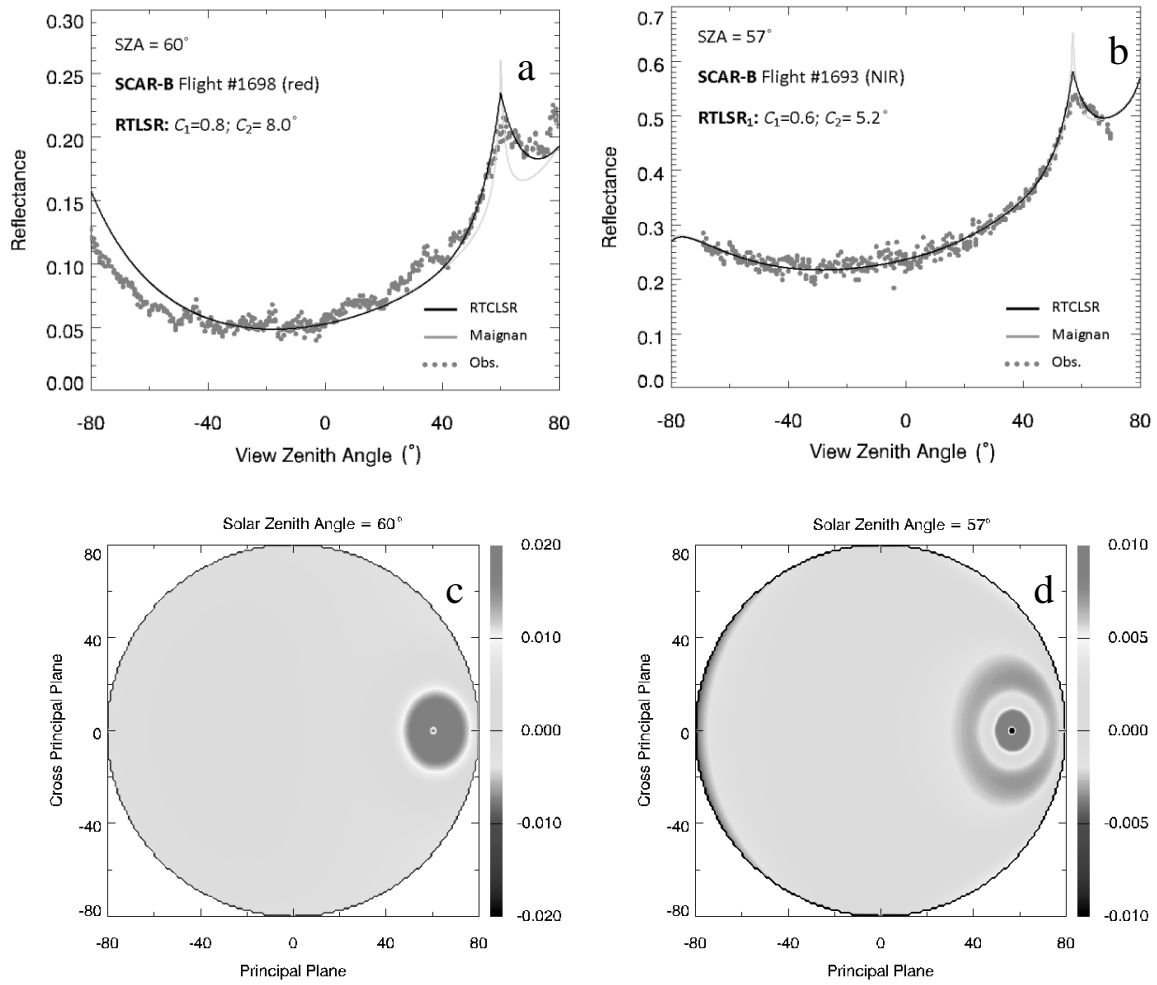 0.30
0.25
0.20
0.15
0.10
0.05
0.00
Reflectance
SZA = 60°
SCAR-B Flight #1698 (red)
RTLSR: C1=0.8; C2= 8.0°
a
RTCLSR
Maignan
Obs.
-80
-40
0
40
80
View Zenith Angle (°)
0.7
0.6
0.5
0.4
0.3
0.2
0.1
0.0
Reflectance
SZA = 57°
SCAR-B Flight #1693 (NIR)
RTLSR1: C1=0.6; C2= 5.2°
b
RTCLSR
Maignan
Obs.
-80
-40
0
40
80
View Zenith Angle (°)
Solar Zenith Angle = 60°
80
40
0
-40
-80
Cross Principal Plane
c
-80
-40
0
40
80
Principal Plane
0.020
0.010
0.000
-0.010
-0.020
Solar Zenith Angle = 57°
80
40
0
-40
-80
Cross Principal Plane
d
-80
-40
0
40
80
Principal Plane
0.010
0.005
0.000
-0.005
-0.010